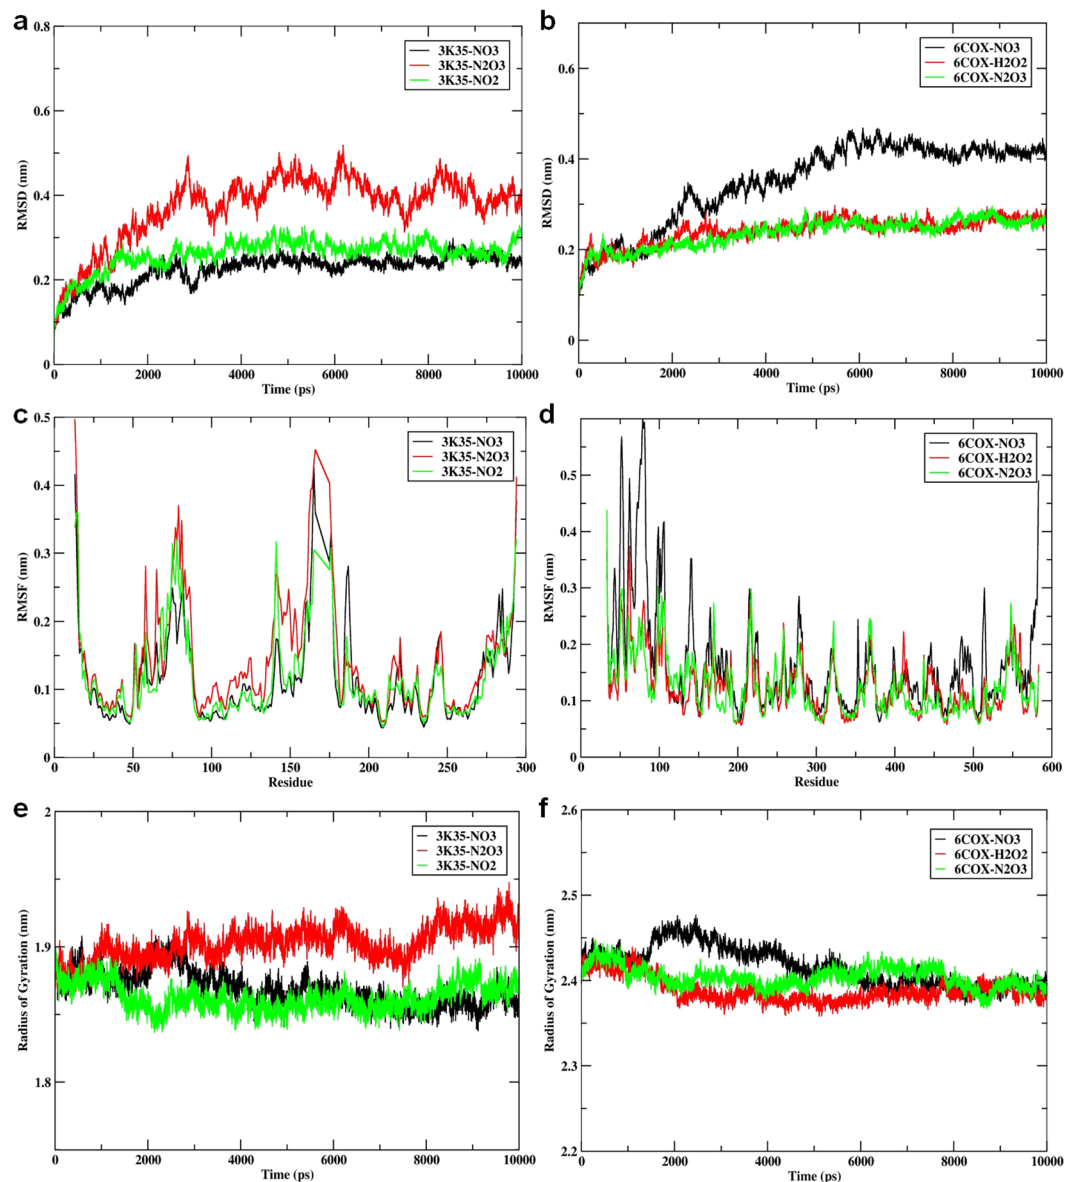 a
0.8
0.6
0.4
0.2
0
RMSD (nm)
0 2000 4000 6000 8000 10000
Time (ps)
3K35-NO3
3K35-N2O3
3K35-NO2
b
0.6
0.4
0.2
0
RMSD (nm)
0 2000 4000 6000 8000 10000
Time (ps)
6COX-NO3
6COX-H2O2
6COX-N2O3
c
0.5
0.4
0.3
0.2
0.1
0
RMSF (nm)
0 50 100 150 200 250 300
Residue
3K35-NO3
3K35-N2O3
3K35-NO2
d
0.5
0.4
0.3
0.2
0.1
0
RMSF (nm)
0 100 200 300 400 500 600
Residue
6COX-NO3
6COX-H2O2
6COX-N2O3
e
2
1.9
1.8
Radius of Gyration (nm)
0 2000 4000 6000 8000 10000
Time (ps)
3K35-NO3
3K35-N2O3
3K35-NO2
f
2.6
2.5
2.4
2.3
2.2
Radius of Gyration (nm)
0 2000 4000 6000 8000 10000
Time (ps)
6COX-NO3
6COX-H2O2
6COX-N2O3